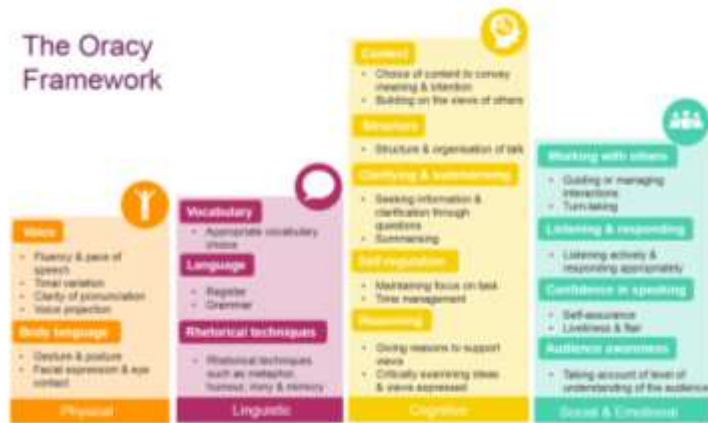 The Oracy
Framework
Voice
• Fluency & pace of
speech
• Tonal variation
• Clarity of pronunciation
• Voice projection
Body language
• Gesture & posture
• Facial expression & eye
contact
Physical
Vocabulary
• Appropriate vocabulary
choice
Language
• Register
• Grammar
Rhetorical techniques
• Rhetorical techniques
such as metaphor,
humour, irony & mimicry
Linguistic
Content
• Choice of content to convey
meaning & intention
• Building on the views of others
Structure
• Structure & organisation of talk
Clarifying & summarising
• Seeking information &
clarification through
questions
• Summarising
Self-regulation
• Maintaining focus on task
• Time management
Reasoning
• Giving reasons to support
views
• Critically examining ideas
& views expressed
Cognitive
Working with others
• Guiding or managing
interactions
• Turn-taking
Listening & responding
• Listening actively &
responding appropriately
Confidence in speaking
• Self-assurance
• Liveliness & flair
Audience awareness
• Taking account of level of
understanding of the audience
Social & Emotional